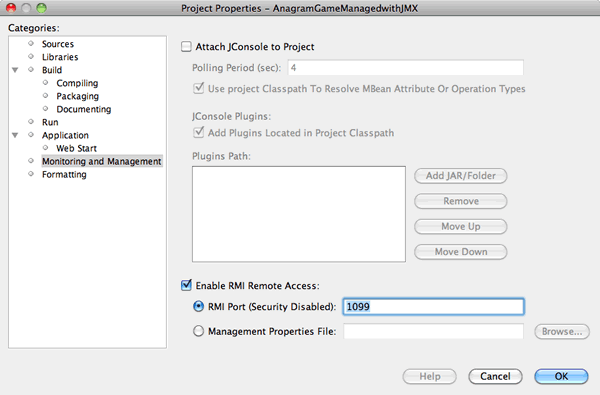 Project Properties – AnagramGameManagedwithJMX
Categories:
Sources
Libraries
Build
Compiling
Packaging
Documenting
Run
Application
Web Start
Monitoring and Management
Formatting
Attach JConsole to Project
Polling Period (sec): 4
Use project Classpath To Resolve MBean Attribute Or Operation Types
JConsole Plugins:
Add Plugins Located in Project Classpath
Plugins Path:
Add JAR/Folder
Remove
Move Up
Move Down
Enable RMI Remote Access:
RMI Port (Security Disabled): 1099
Management Properties File: Browse...
Help Cancel OK